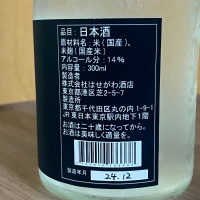 品目：日本酒
原材料名：米（国産）、
米麹（国産米）
アルコール分：14％
内容量：300ml
製造者
株式会社はせがわ酒店
東京都港区芝2-5-7
製造所
東京都千代田区丸の内1-9-1
JR東日本東京駅内地下1階
お酒は二十歳になってから。
お酒は美味しく適量を。
製造年月
24.12